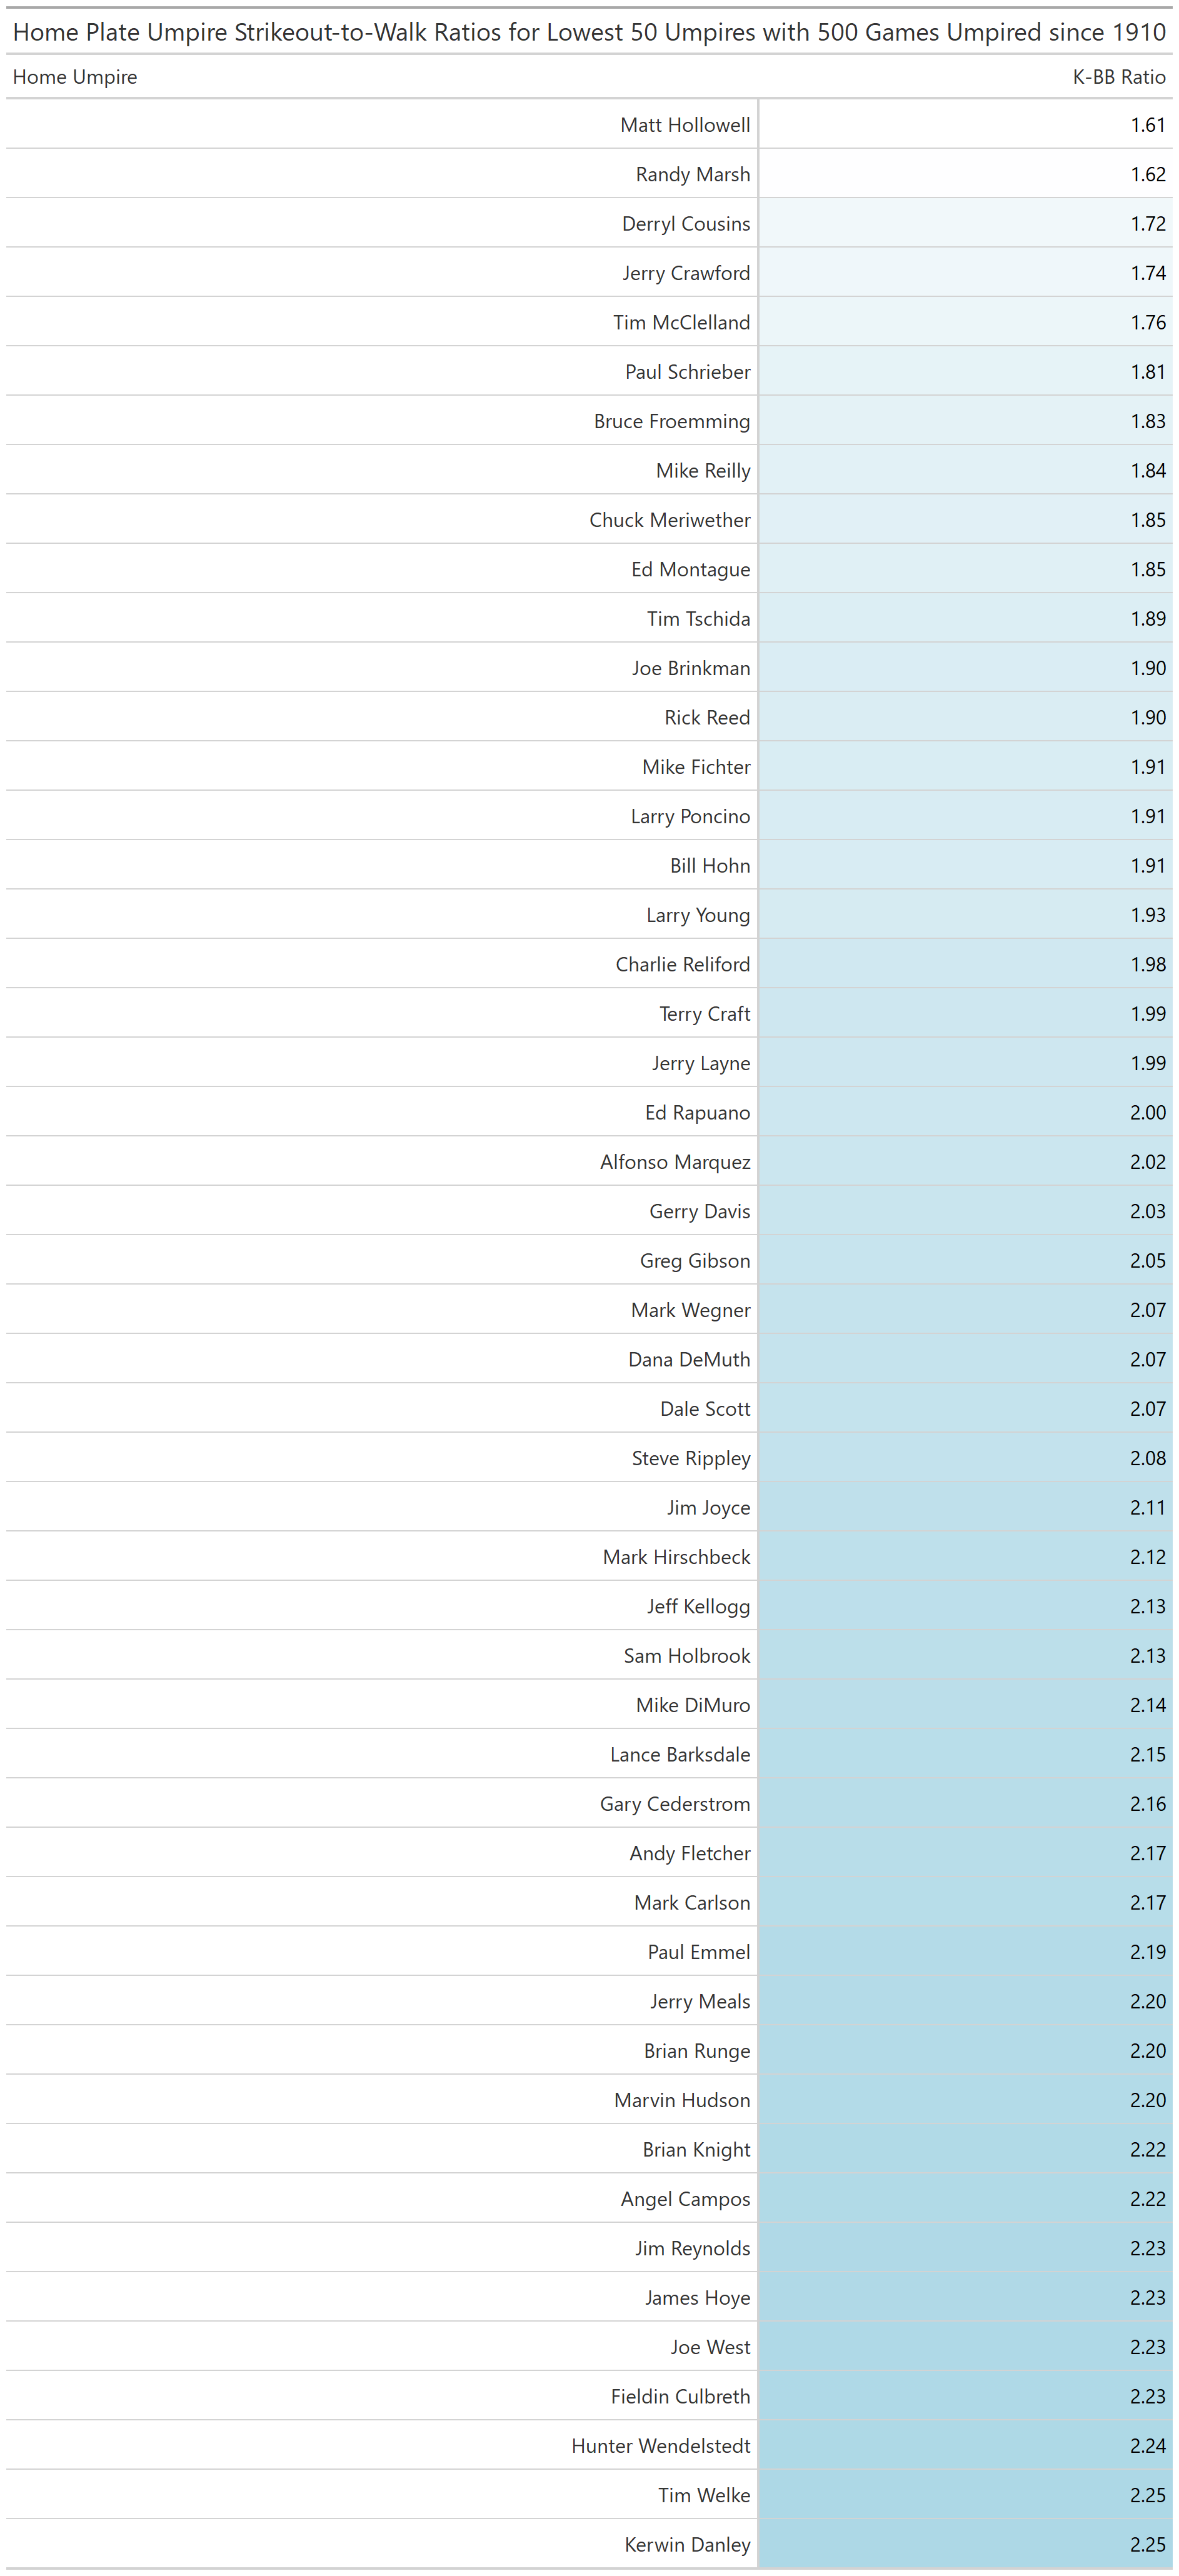 Home Plate Umpire Strikeout-to-Walk Ratios for Lowest 50 Umpires with 500 Games Umpired since 1910
Home Umpire K-BB Ratio
Matt Hollowell 1.61
Randy Marsh 1.62
Derryl Cousins 1.72
Jerry Crawford 1.74
Tim McClelland 1.76
Paul Schrieber 1.81
Bruce Froemming 1.83
Mike Reilly 1.84
Chuck Meriwether 1.85
Ed Montague 1.85
Tim Tschida 1.89
Joe Brinkman 1.90
Rick Reed 1.90
Mike Fichter 1.91
Larry Poncino 1.91
Bill Hohn 1.91
Larry Young 1.93
Charlie Reliford 1.98
Terry Craft 1.99
Jerry Layne 1.99
Ed Rapuano 2.00
Alfonso Marquez 2.02
Gerry Davis 2.03
Greg Gibson 2.05
Mark Wegner 2.07
Dana DeMuth 2.07
Dale Scott 2.07
Steve Rippley 2.08
Jim Joyce 2.11
Mark Hirschbeck 2.12
Jeff Kellogg 2.13
Sam Holbrook 2.13
Mike DiMuro 2.14
Lance Barksdale 2.15
Gary Cederstrom 2.16
Andy Fletcher 2.17
Mark Carlson 2.17
Paul Emmel 2.19
Jerry Meals 2.20
Brian Runge 2.20
Marvin Hudson 2.20
Brian Knight 2.22
Angel Campos 2.22
Jim Reynolds 2.23
James Hoye 2.23
Joe West 2.23
Fieldin Culbreth 2.23
Hunter Wendelstedt 2.24
Tim Welke 2.25
Kerwin Danley 2.25